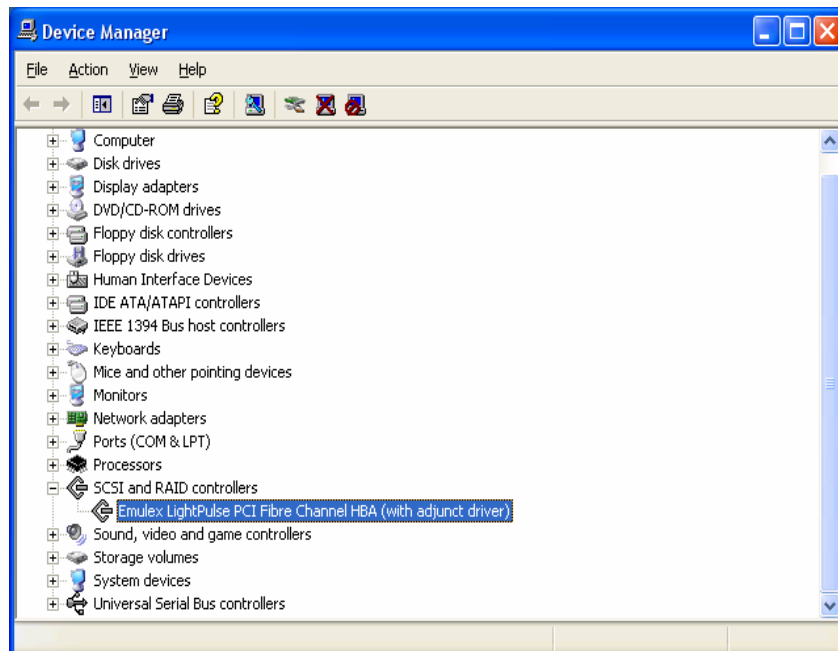 Device Manager
File Action View Help
Computer
Disk drives
Display adapters
DVD/CD-ROM drives
Floppy disk controllers
Floppy disk drives
Human Interface Devices
IDE ATA/ATAPI controllers
IEEE 1394 Bus host controllers
Keyboards
Mice and other pointing devices
Monitors
Network adapters
Ports (COM & LPT)
Processors
SCSI and RAID controllers
Emulex LightPulse PCI Fibre Channel HBA (with adjunct driver)
Sound, video and game controllers
Storage volumes
System devices
Universal Serial Bus controllers